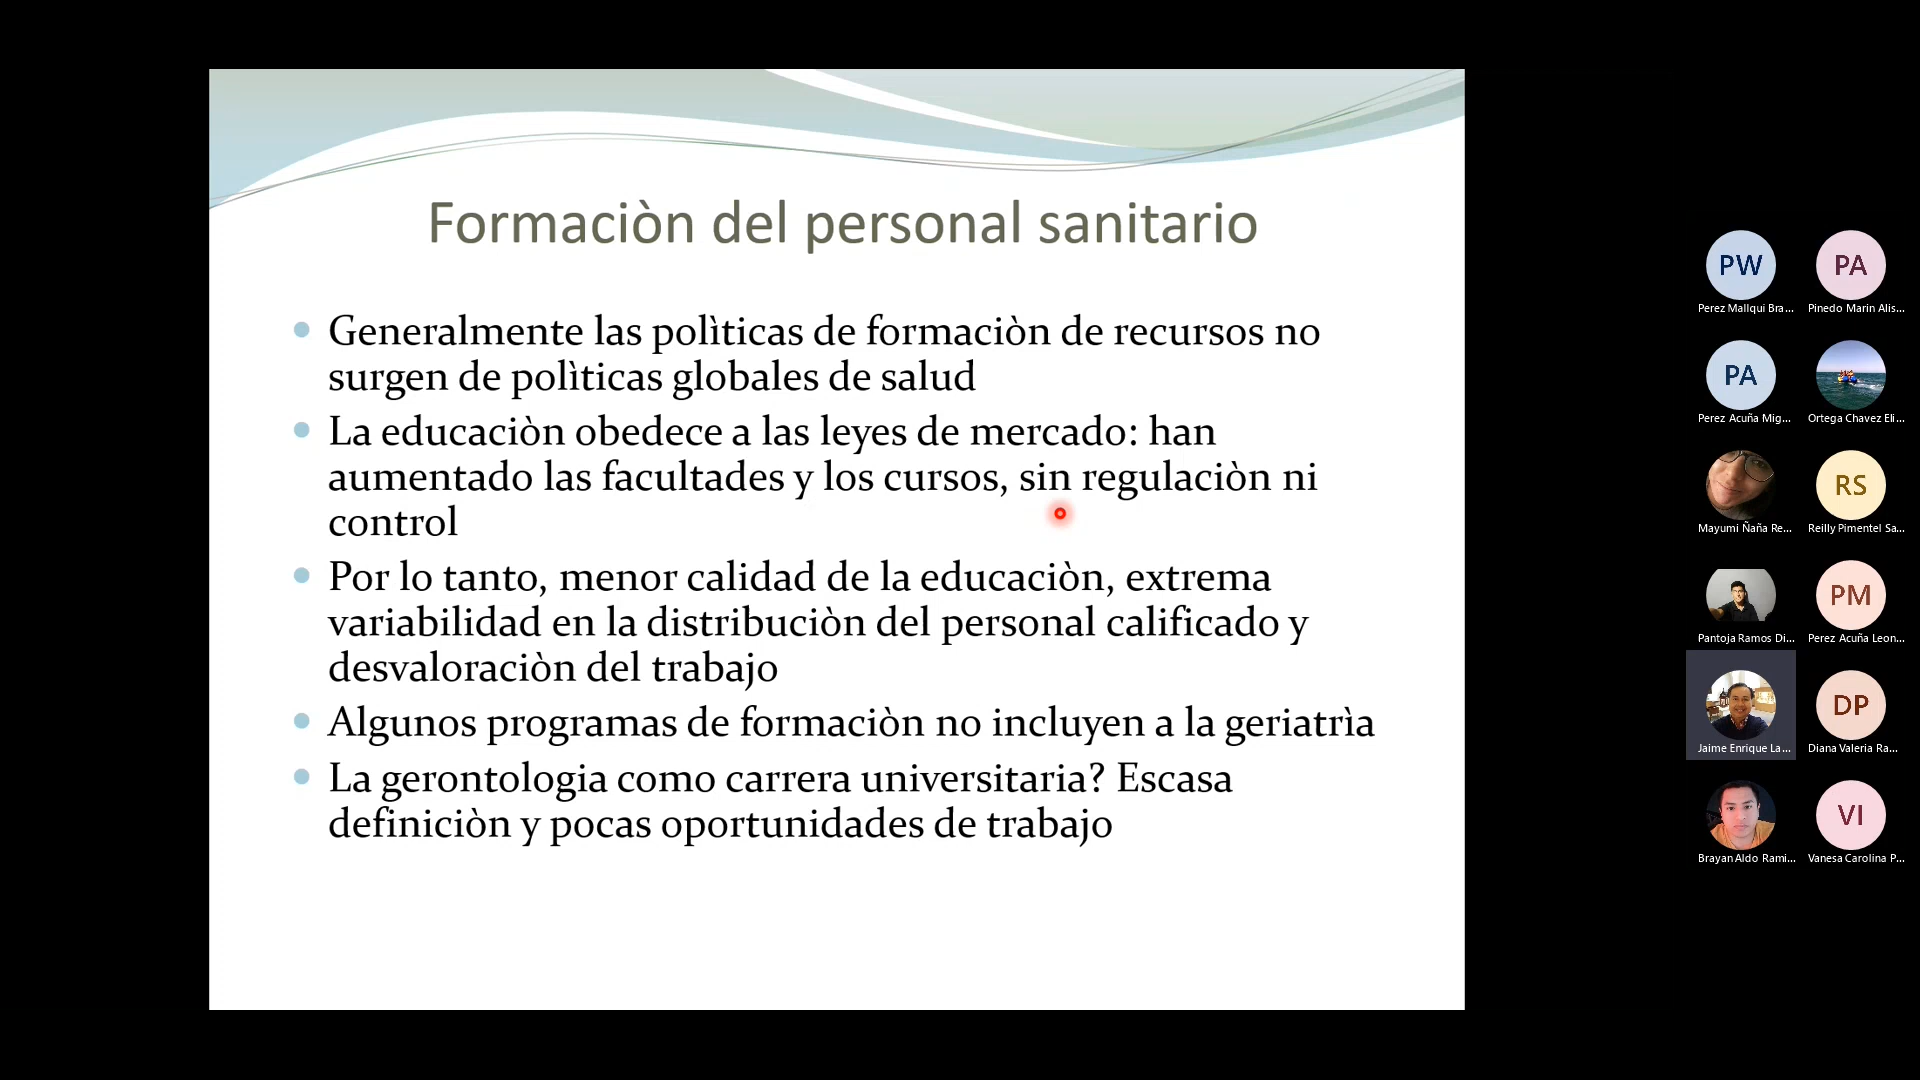 Formaciòn del personal sanitario
Generalmente las polìticas de formaciòn de recursos no
surgen de polìticas globales de salud
La educaciòn obedece a las leyes de mercado: han
aumentado las facultades y los cursos, sin regulaciòn ni
control
Por lo tanto, menor calidad de la educaciòn, extrema
variabilidad en la distribuciòn del personal calificado y
desvaloraciòn del trabajo
Algunos programas de formaciòn no incluyen a la geriatrìa
La gerontologia como carrera universitaria? Escasa
definiciòn y pocas oportunidades de trabajo
PW
PA
Perez Mallqui Bra...
Pinedo Marin Alis...
PA
Perez Acuña Mig...
Ortega Chavez Eli...
RS
Mayumi Ñaña Re...
Reilly Pimentel Sa...
PM
Pantoja Ramos Di...
Perez Acuña Leon...
DP
Jaime Enrique La...
Diana Valeria Ra...
VI
Brayan Aldo Rami...
Vanesa Carolina P...